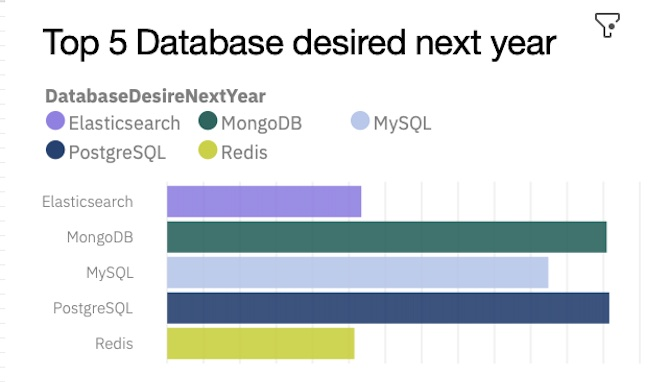 Top 5 Database desired next year
DatabaseDesireNextYear
Elasticsearch MongoDB MySQL
PostgreSQL Redis
Elasticsearch
MongoDB
MySQL
PostgreSQL
Redis